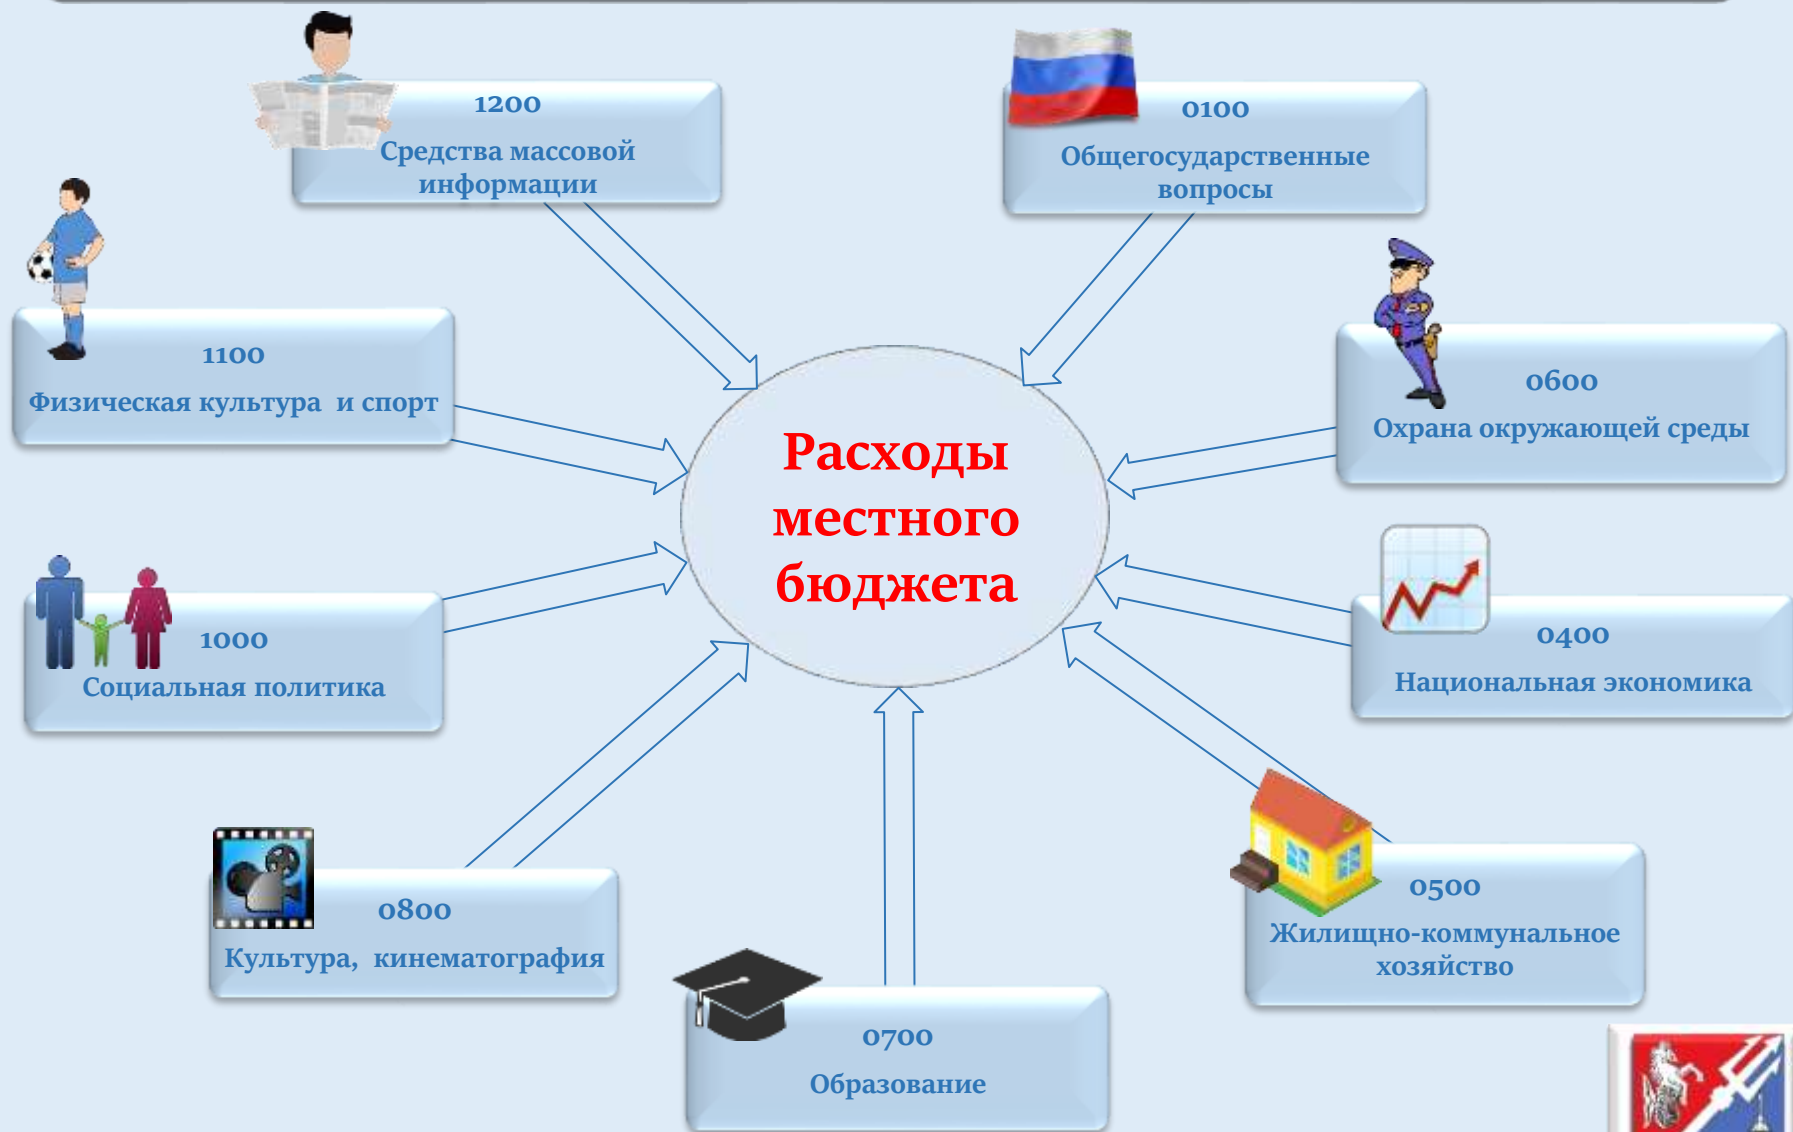 1200
Средства массовой
информации
0100
Общегосударственные
вопросы
1100
Физическая культура  и спорт
0600
Охрана окружающей среды
Расходы
местного
бюджета
1000
Социальная политика
0400
Национальная экономика
0800
Культура,  кинематография
0500
Жилищно-коммунальное
хозяйство
0700
Образование